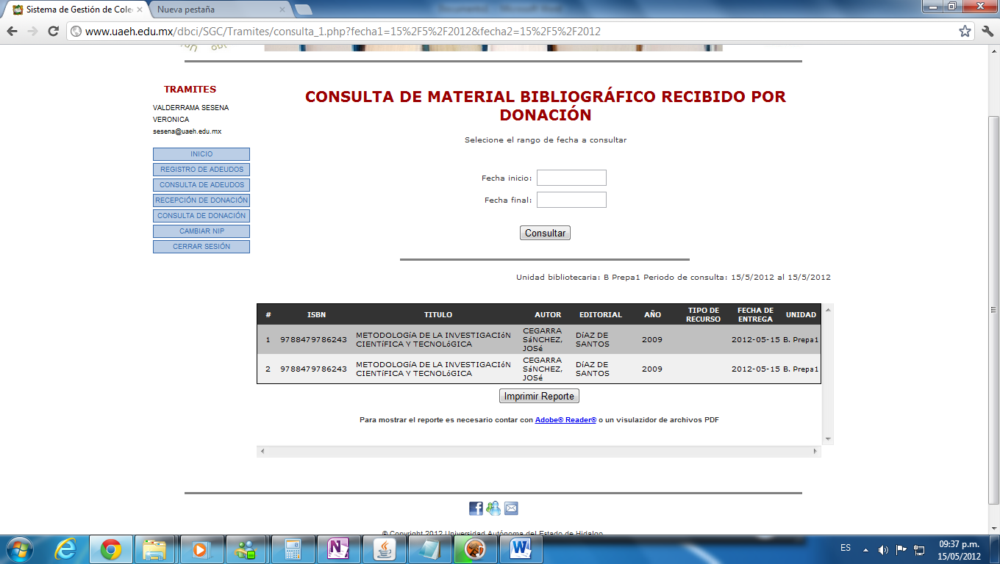 Sistema de Gestión de Cole
Nueva pestaña
www.uaeh.edu.mx/dbci/SGC/Tramites/consulta_1.php?fecha1=15%2F5%2F2012&fecha2=15%2F5%2F2012
TRAMITES
VALDERRAMA SESENA
VERONICA
sesena@uaeh.edu.mx
INICIO
REGISTRO DE ADEUDOS
CONSULTA DE ADEUDOS
RECEPCIÓN DE DONACIÓN
CONSULTA DE DONACIÓN
CAMBIAR NIP
CERRAR SESIÓN
CONSULTA DE MATERIAL BIBLIOGRÁFICO RECIBIDO POR
DONACIÓN
Selecione el rango de fecha a consultar
Fecha inicio:
Fecha final:
Consultar
Unidad bibliotecaria: B Prepa1 Periodo de consulta: 15/5/2012 al 15/5/2012
# ISBN TITULO AUTOR EDITORIAL AÑO TIPO DE RECURSO FECHA DE ENTREGA UNIDAD
1 9788479786243 METODOLOGíA DE LA INVESTIGACIóN CIENTíFICA Y TECNOLóGICA CEGARRA SáNCHEZ, JOSé DíAZ DE SANTOS 2009 2012-05-15 B. Prepa1
2 9788479786243 METODOLOGíA DE LA INVESTIGACIóN CIENTíFICA Y TECNOLóGICA CEGARRA SáNCHEZ, JOSé DíAZ DE SANTOS 2009 2012-05-15 B. Prepa1
Imprimir Reporte
Para mostrar el reporte es necesario contar con Adobe® Reader® o un visulazidor de archivos PDF
© Copyright 2012 Universidad Autónoma del Estado de Hidalgo
ES
09:37 p.m.
15/05/2012